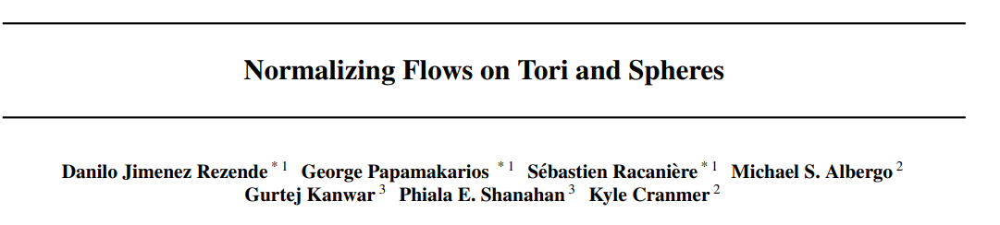 Normalizing Flows on Tori and Spheres
Danilo Jimenez Rezende * 1 George Papamakarios * 1 Sébastien Racanière * 1 Michael S. Albergo 2
Gurtej Kanwar 3 Phiala E. Shanahan 3 Kyle Cranmer 2